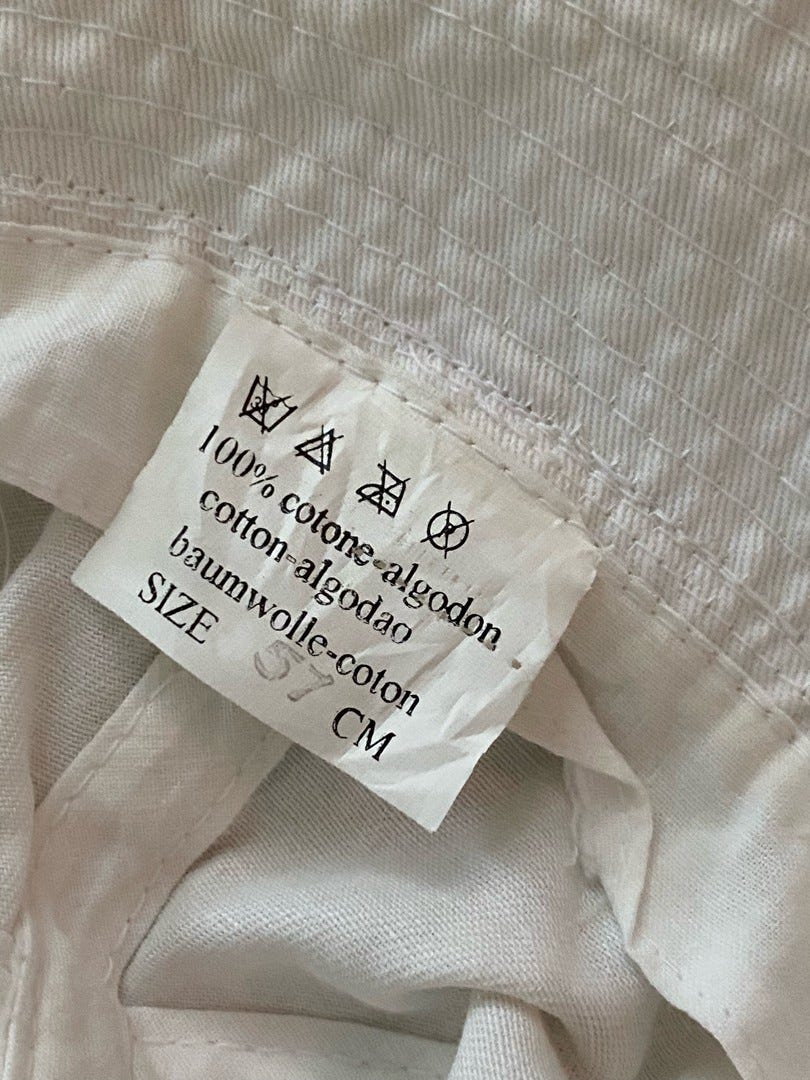 100% cotone-algodon
cotton-algodao
baumwolle-coton
SIZE 57 CM